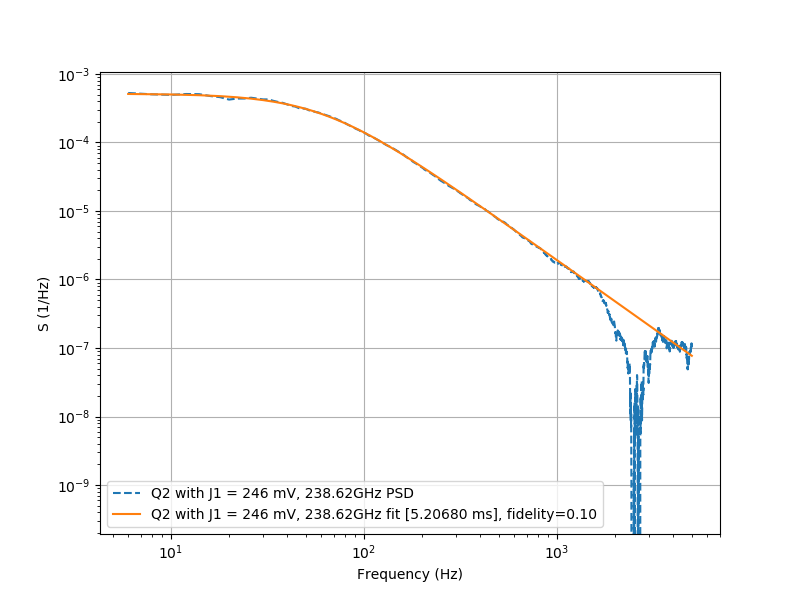 10⁻³
10⁻⁴
10⁻⁵
10⁻⁶
10⁻⁷
10⁻⁸
10⁻⁹
S (1/Hz)
Q2 with J1 = 246 mV, 238.62GHz PSD
Q2 with J1 = 246 mV, 238.62GHz fit [5.20680 ms], fidelity=0.10
10¹ 10² 10³
Frequency (Hz)